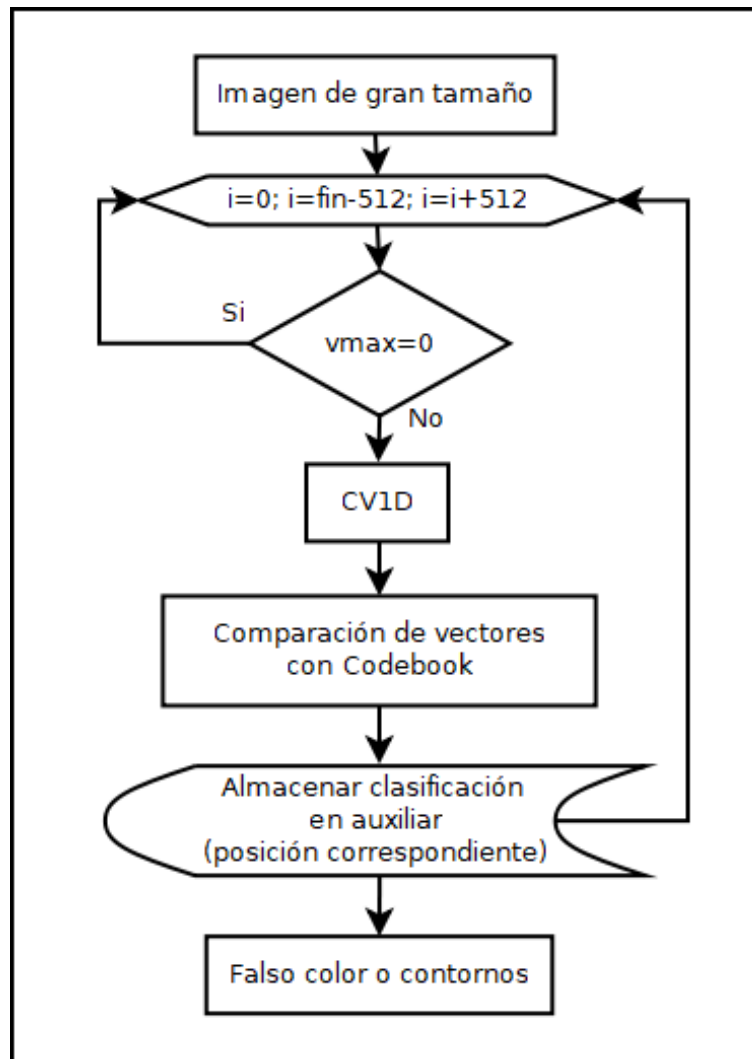 Imagen de gran tamaño
i=0; i=fin-512; i=i+512
Si
vmax=0
No
CV1D
Comparación de vectores
con Codebook
Almacenar clasificación
en auxiliar
(posición correspondiente)
Falso color o contornos